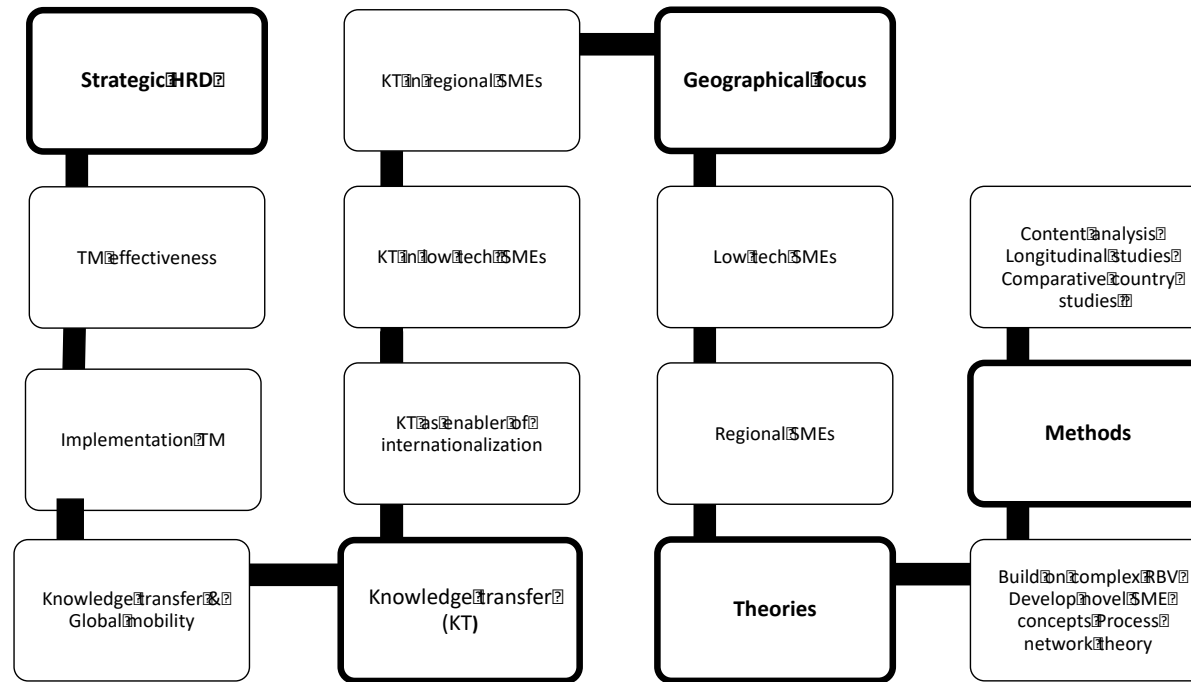 Strategic HRD
TM effectiveness
Implementation TM
Knowledge transfer &
Global mobility
Knowledge transfer
(KT)
KT as enabler of
internationalization
KT in low tech SMEs
KT in regional SMEs
Geographical focus
Low tech SMEs
Regional SMEs
Theories
Build on complex RBV
Develop novel SME
concepts Process
network theory
Methods
Content analysis
Longitudinal studies
Comparative country
studies